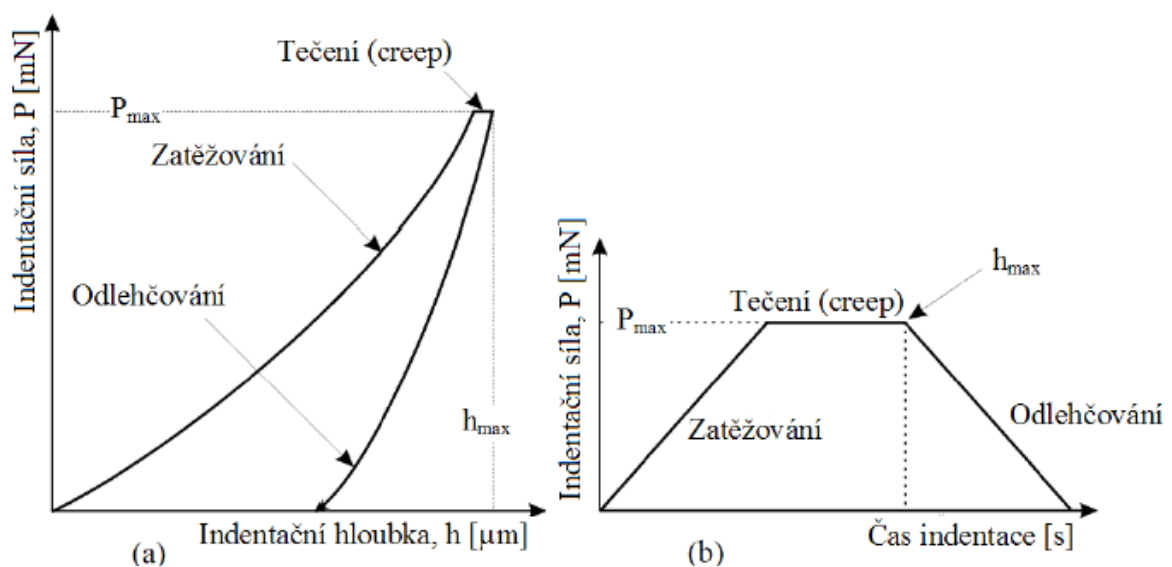 Indentační síla, P [mN]
Tečení (creep)
Pmax
Zatěžování
Odlehčování
hmax
Indentační hloubka, h [µm]
(a)
Indentační síla, P [mN]
hmax
Tečení (creep)
Pmax
Zatěžování
Odlehčování
Čas indentace [s]
(b)